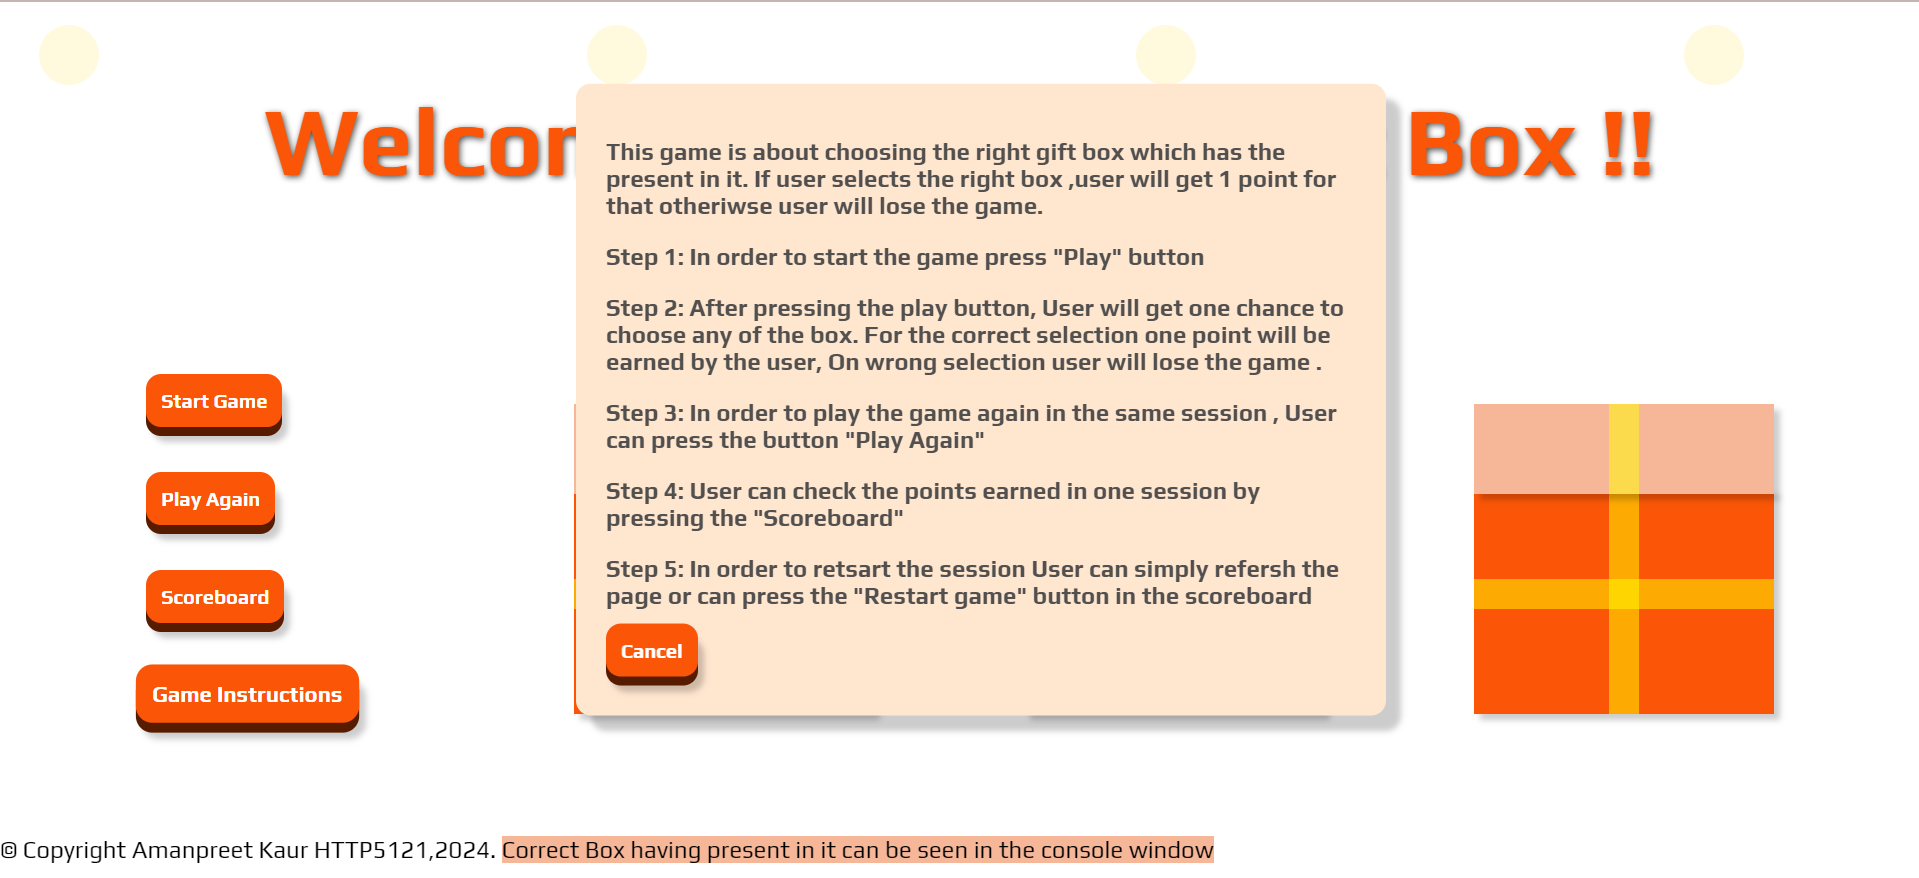 Welcom Box !!
This game is about choosing the right gift box which has the
present in it. If user selects the right box ,user will get 1 point for
that otheriwse user will lose the game.
Step 1: In order to start the game press "Play" button
Step 2: After pressing the play button, User will get one chance to
choose any of the box. For the correct selection one point will be
earned by the user, On wrong selection user will lose the game .
Step 3: In order to play the game again in the same session , User
can press the button "Play Again"
Step 4: User can check the points earned in one session by
pressing the "Scoreboard"
Step 5: In order to retsart the session User can simply refersh the
page or can press the "Restart game" button in the scoreboard
Cancel
Start Game
Play Again
Scoreboard
Game Instructions
© Copyright Amanpreet Kaur HTTP5121,2024. Correct Box having present in it can be seen in the console window